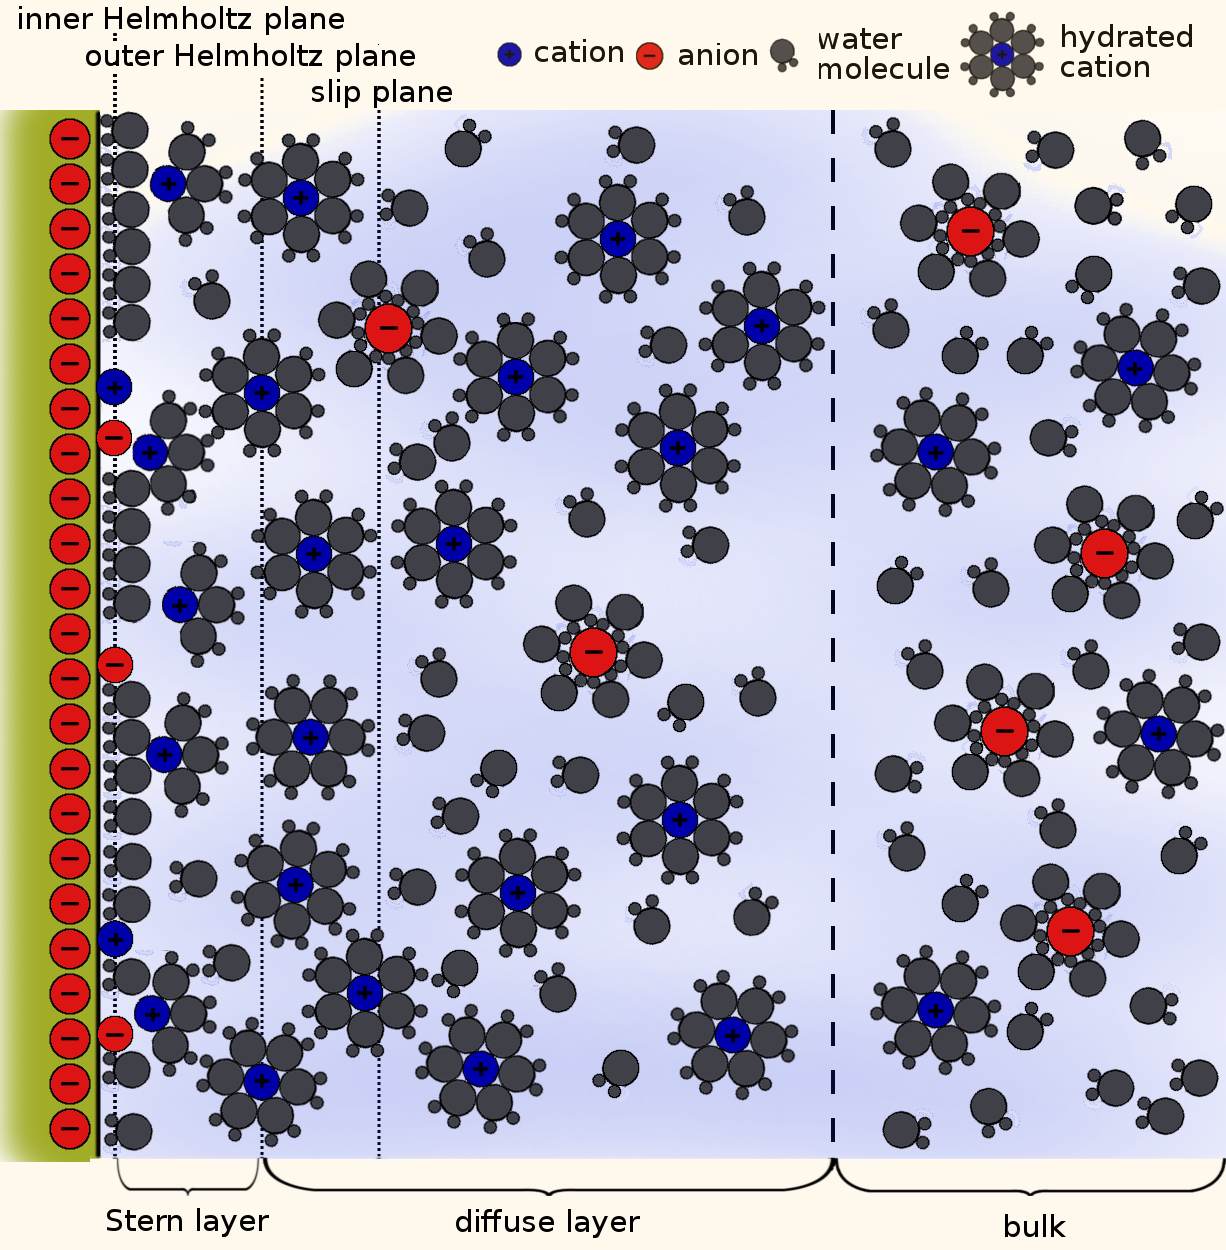 inner Helmholtz plane
outer Helmholtz plane
slip plane
cation
anion
water
molecule
hydrated
cation
Stern layer
diffuse layer
bulk